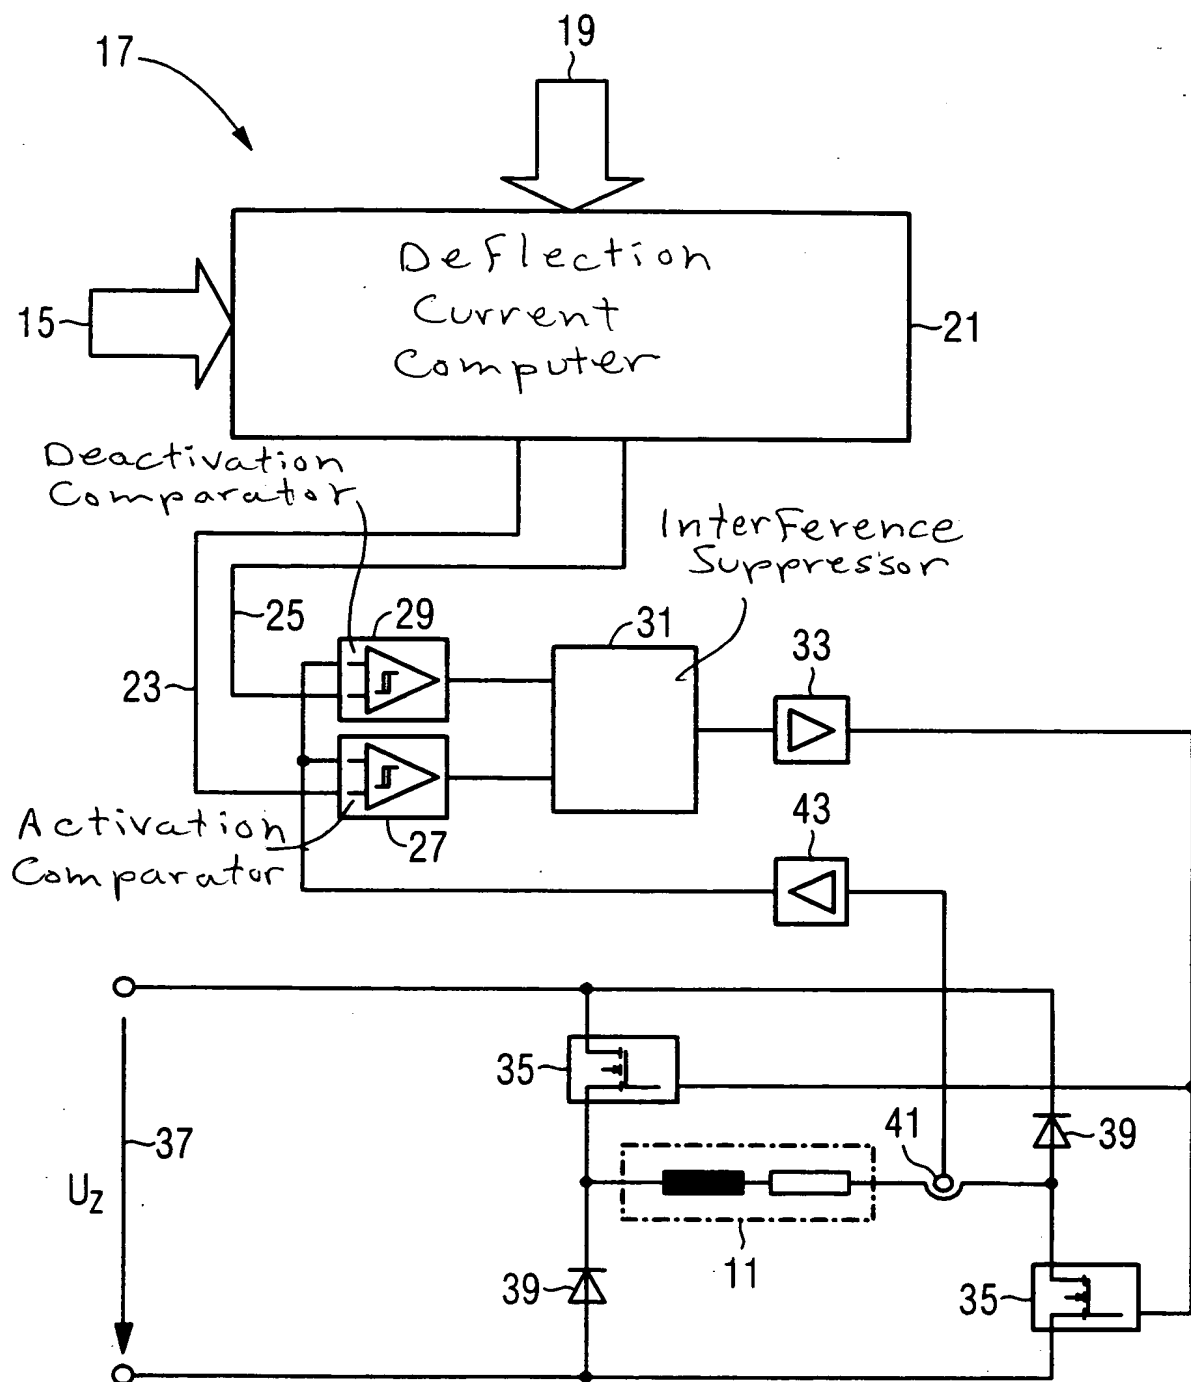 19
17
Deflection
Current
Computer
15
21
Deactivation
Comparator
Interference
Suppressor
25
29
31
33
23
Activation
Comparator
27
43
35
37
41
39
Uz
11
39
35